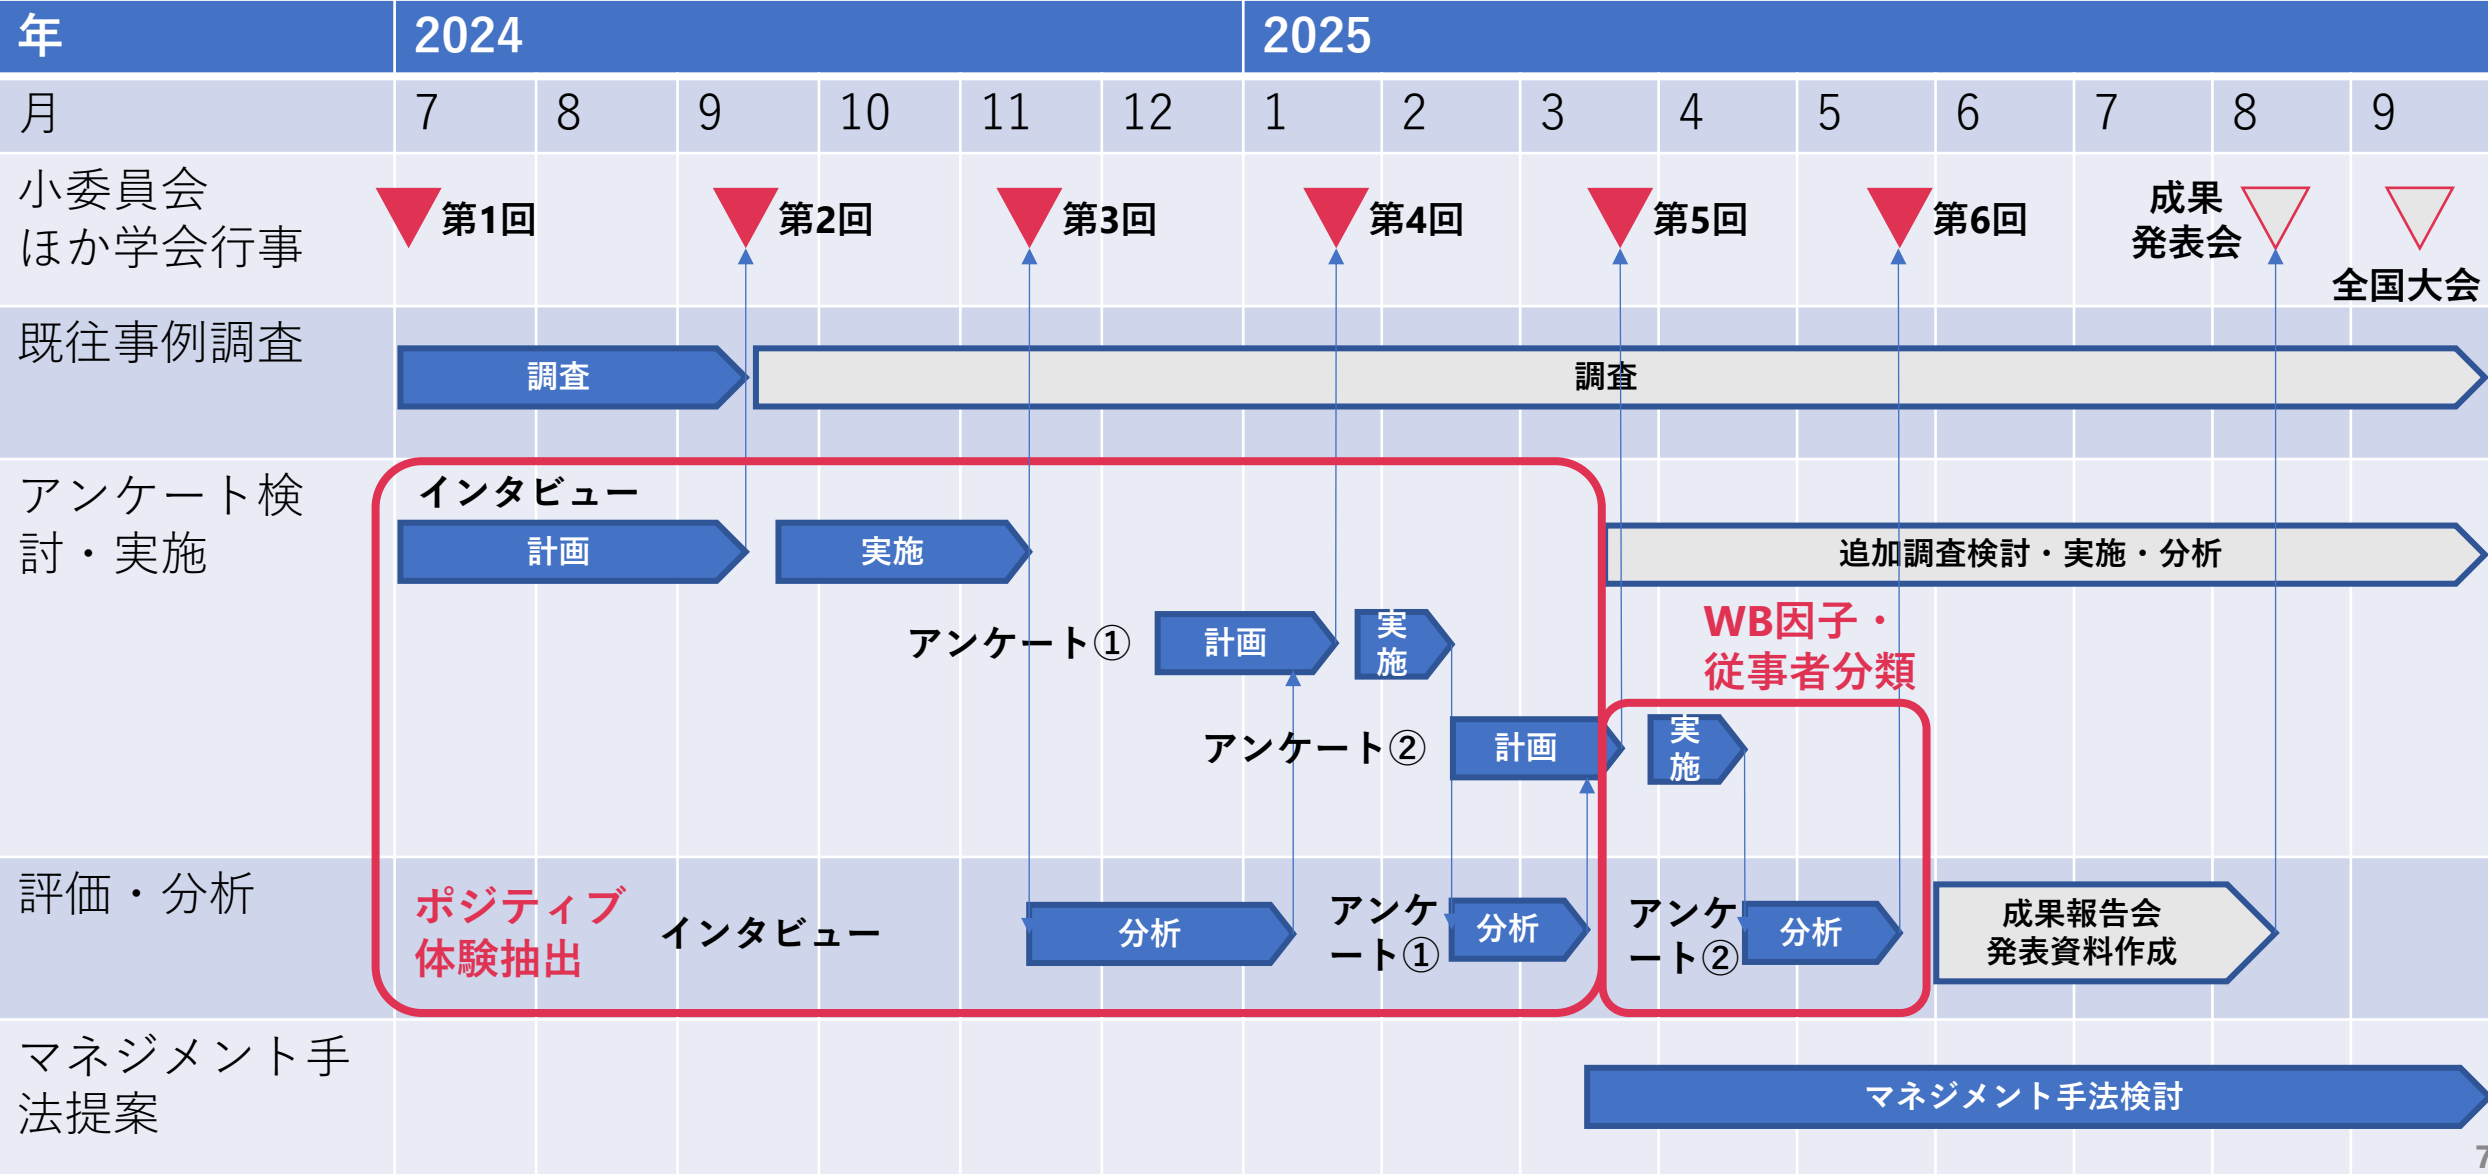 年 2024 2025
月 7 8 9 10 11 12 1 2 3 4 5 6 7 8 9
小委員会
ほか学会行事
第1回 第2回 第3回 第4回 第5回 第6回
成果
発表会
全国大会
既往事例調査
調査 調査
アンケート検
討・実施
インタビュー
計画 実施
追加調査検討・実施・分析
アンケート① 計画
実
施
WB因子・
従事者分類
アンケート② 計画
実
施
評価・分析
ポジティブ
体験抽出
インタビュー 分析
アンケ
ート①
分析
アンケ
ート②
分析
成果報告会
発表資料作成
マネジメント手
法提案
マネジメント手法検討
7